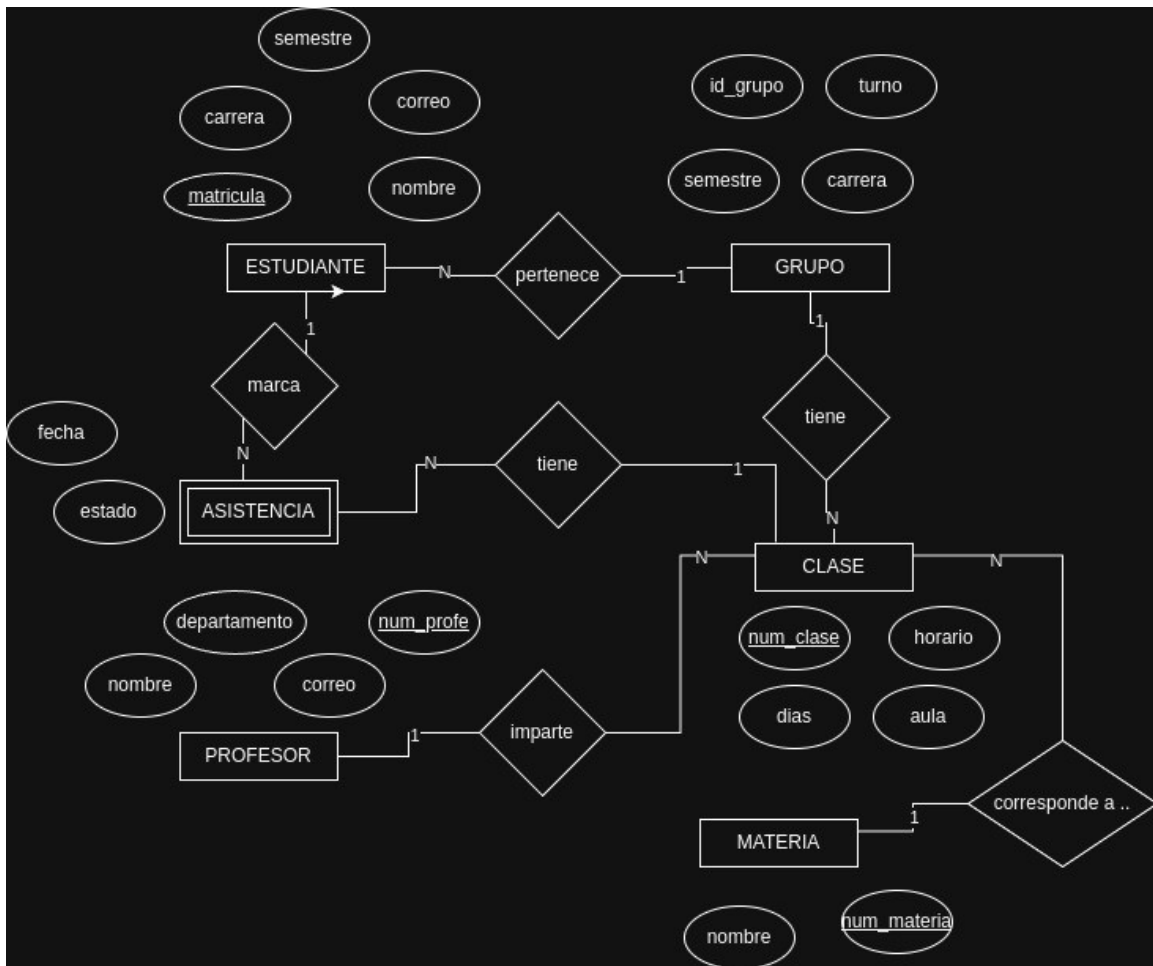 semestre
id_grupo
turno
correo
carrera
semestre
carrera
matricula
nombre
ESTUDIANTE
N
pertenece
1
GRUPO
1
1
marca
tiene
fecha
N
N
tiene
1
estado
ASISTENCIA
N
N
CLASE
N
departamento
num_profe
num_clase
horario
nombre
correo
dias
aula
PROFESOR
1
imparte
corresponde a ..
1
MATERIA
nombre
num_materia